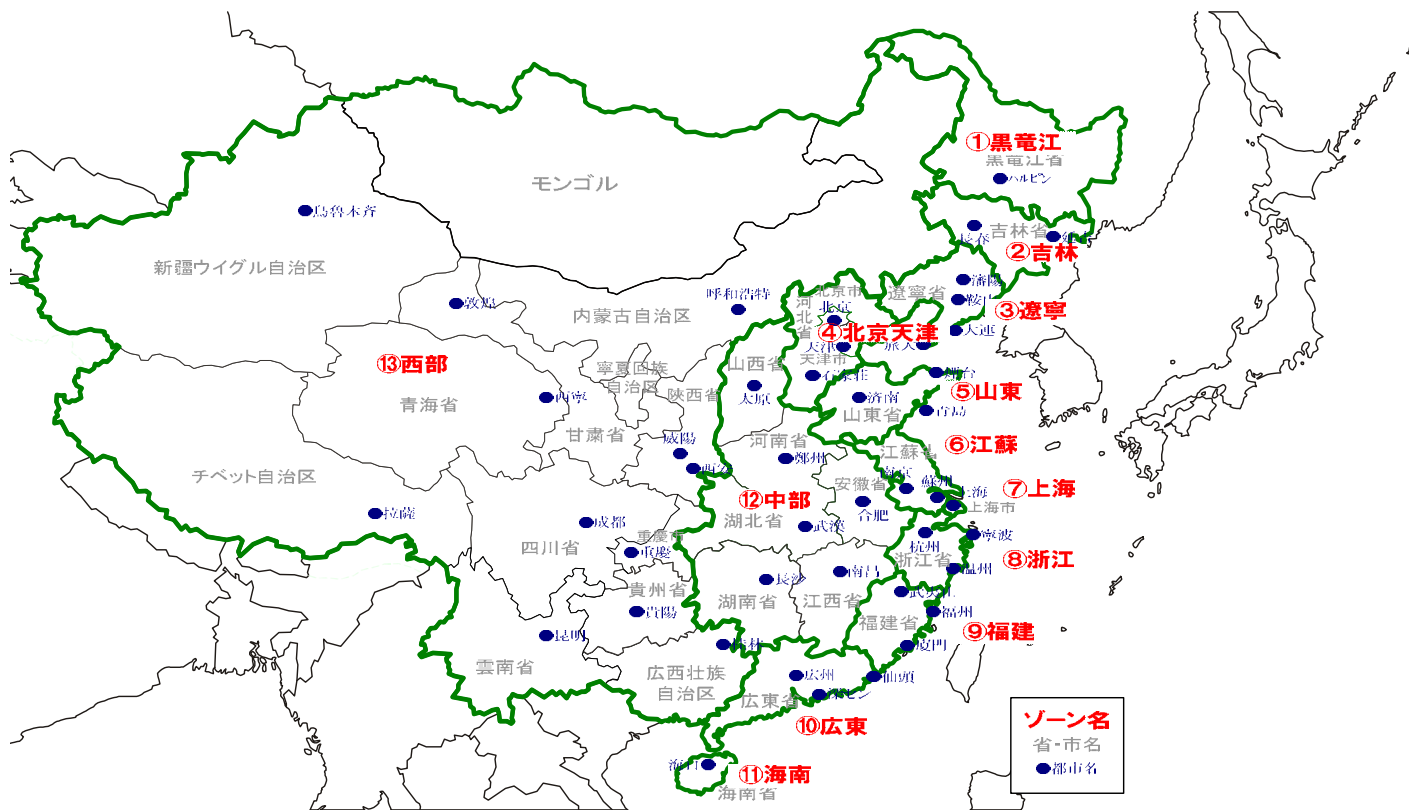 ①黒竜江
黒竜江省
ハルビン
モンゴル
烏魯木斉
新疆ウイグル自治区
吉林省
長春
②吉林
敦煌
呼和浩特
内蒙古自治区
北京市
北京
河北省
遼寧省
瀋陽
鞍山
③遼寧
大連
④北京天津
天津
天津市
⑬西部
寧夏回族
自治区
陝西省
山西省
太原
石家荘
煙台
⑤山東
青島
済南
山東省
青海省
西寧
甘粛省
威陽
西安
河南省
鄭州
江蘇省
⑥江蘇
南京
蘇州
上海
⑦上海
上海市
チベット自治区
拉薩
⑫中部
安徽省
合肥
湖北省
武漢
成都
四川省
重慶市
重慶
杭州
寧波
浙江省
⑧浙江
温州
貴州省
貴陽
長沙
湖南省
南昌
江西省
福建省
福州
⑨福建
廈門
昆明
雲南省
桂林
広西壮族
自治区
広州
広東省
深セン
汕頭
⑩広東
海口
⑪海南
海南省
ゾーン名
省・市名
都市名